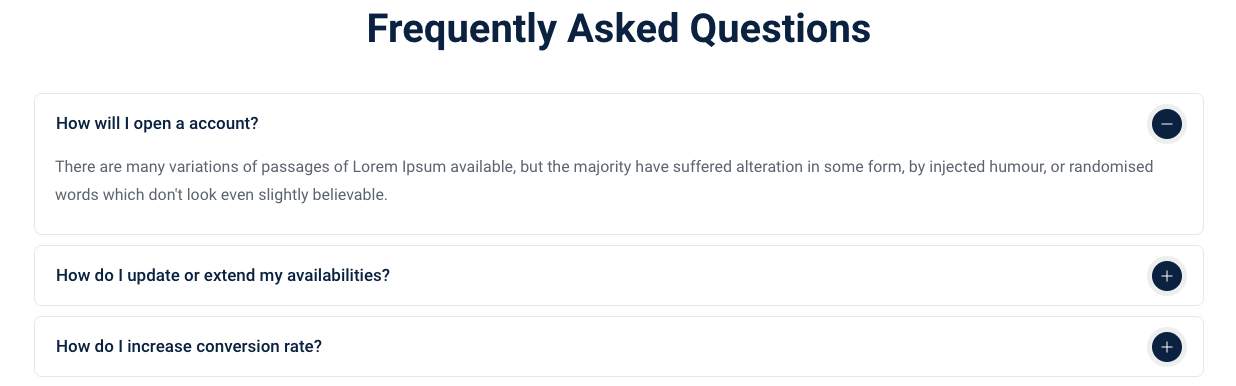 Frequently Asked Questions
How will I open a account?
There are many variations of passages of Lorem Ipsum available, but the majority have suffered alteration in some form, by injected humour, or randomised
words which don't look even slightly believable.
How do I update or extend my availabilities?
How do I increase conversion rate?